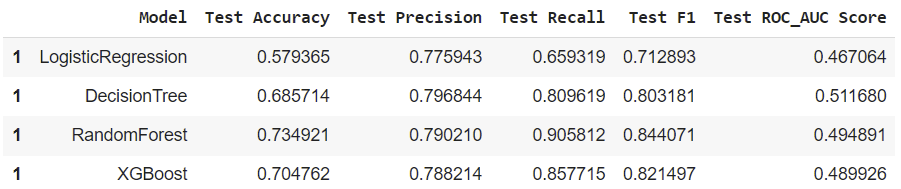 Model Test Accuracy Test Precision Test Recall Test F1 Test ROC_AUC Score
1 LogisticRegression 0.579365 0.775943 0.659319 0.712893 0.467064
1 DecisionTree 0.685714 0.796844 0.809619 0.803181 0.511680
1 RandomForest 0.734921 0.790210 0.905812 0.844071 0.494891
1 XGBoost 0.704762 0.788214 0.857715 0.821497 0.489926